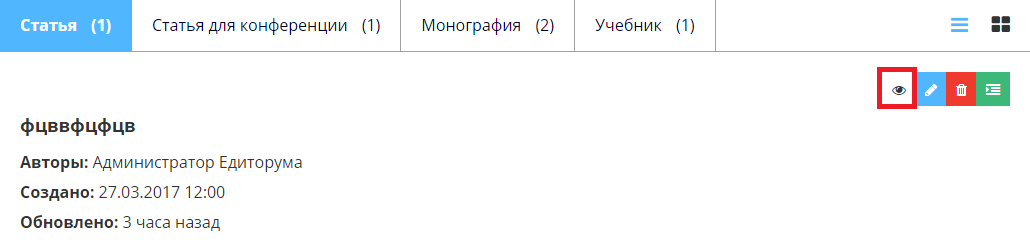 Статья (1) Статья для конференции (1) Монография (2) Учебник (1)
фцввфцфцв
Авторы: Администратор Едиторума
Создано: 27.03.2017 12:00
Обновлено: 3 часа назад